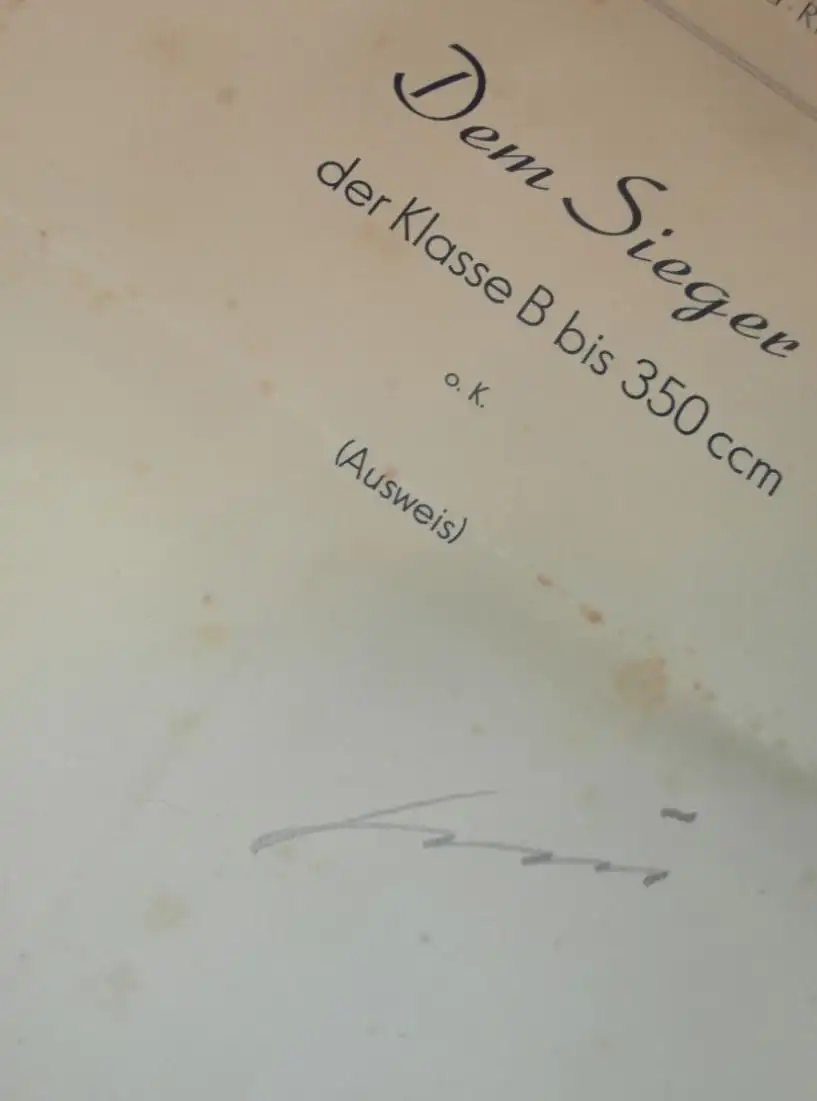 Dem Sieger
der Klasse B bis 350 ccm
o. K.
(Ausweis)